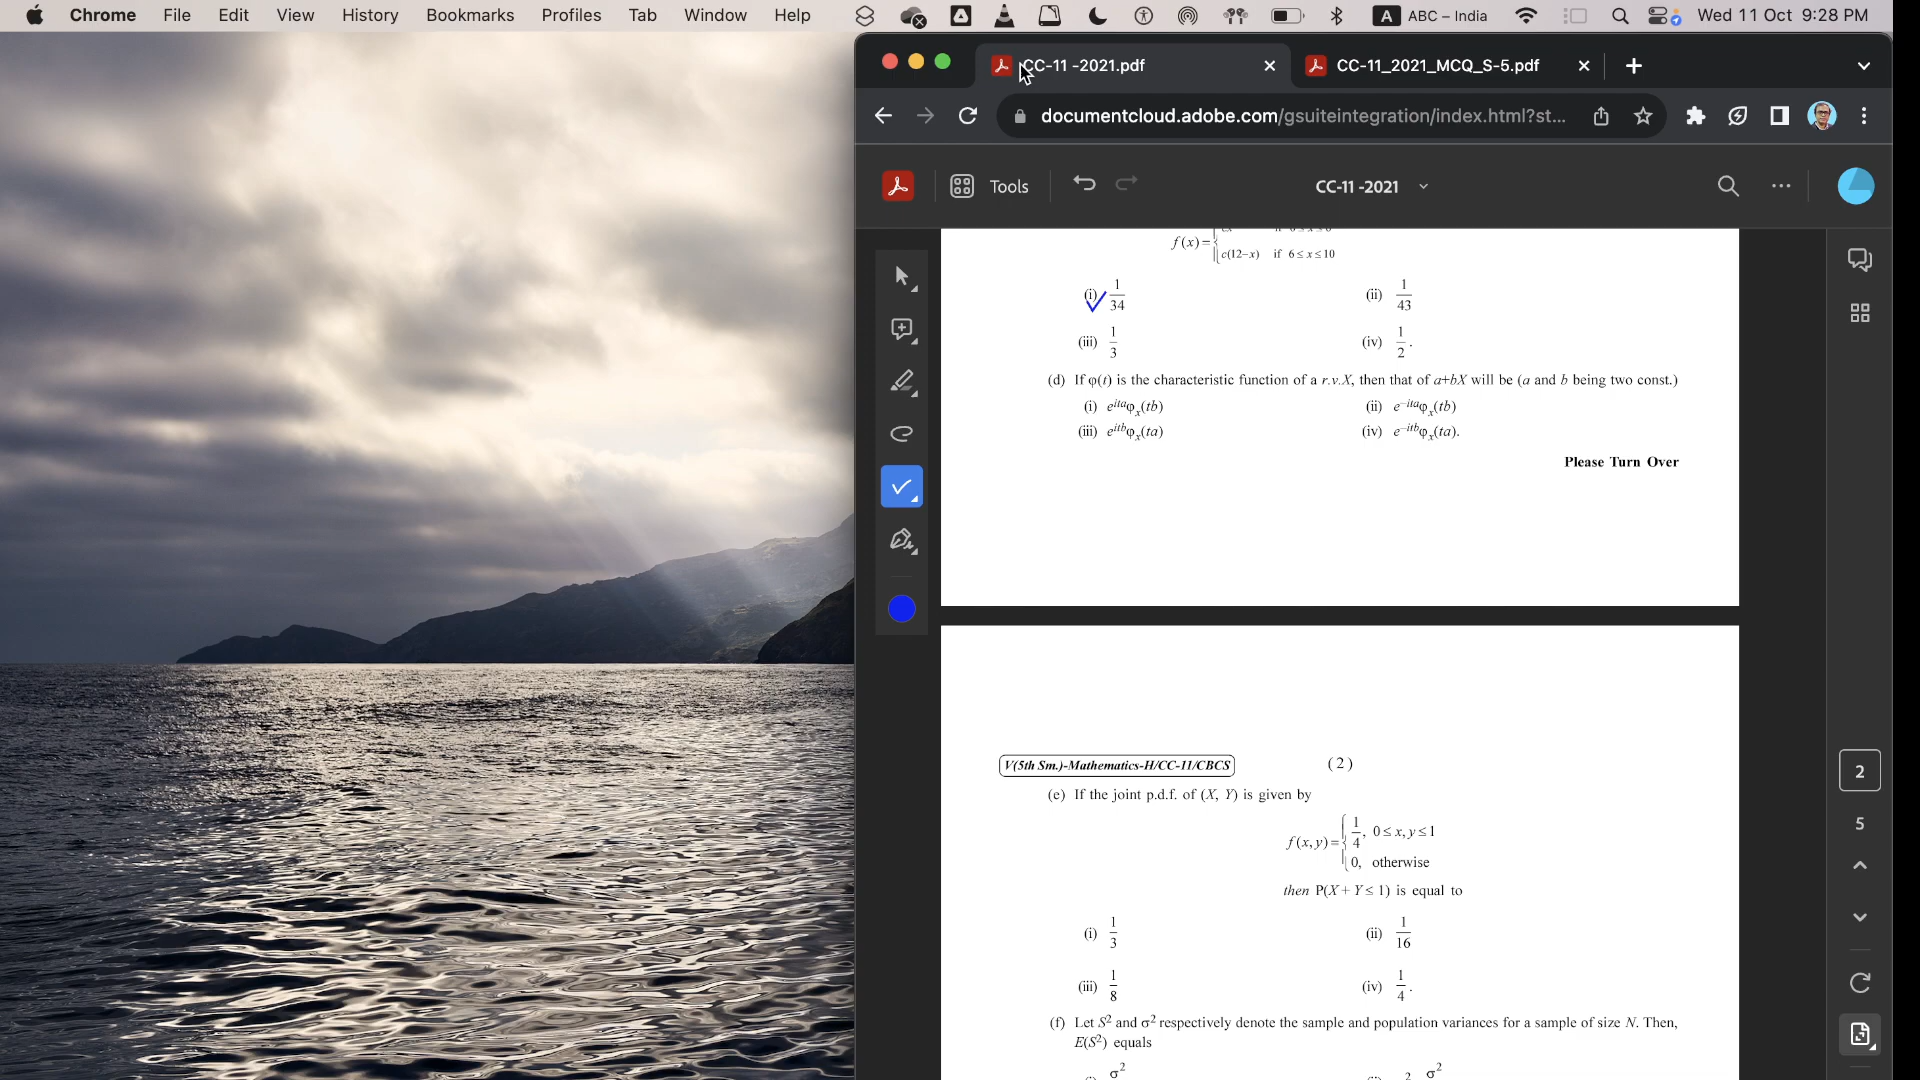 Chrome File Edit View History Bookmarks Profiles Tab Window Help A ABC – India Wed 11 Oct 9:28 PM
CC-11 -2021.pdf CC-11_2021_MCQ_S-5.pdf
documentcloud.adobe.com/gsuiteintegration/index.html?st...
Tools CC-11 -2021
f(x)= c(12–x) if 6≤x≤10
(i) 1/34 (ii) 1/43
(iii) 1/3 (iv) 1/2 .
(d) If φ(t) is the characteristic function of a r.v.X, then that of a+bX will be (a and b being two const.)
(i) e^{ita}φ_x(tb) (ii) e^{–ita}φ_x(tb)
(iii) e^{itb}φ_x(ta) (iv) e^{–itb}φ_x(ta).
Please Turn Over
V(5th Sm.)-Mathematics-H/CC-11/CBCS (2)
2
(e) If the joint p.d.f. of (X, Y) is given by
5
f(x,y)= { 1/4, 0≤x,y≤1
0, otherwise
then P(X+Y≤1) is equal to
(i) 1/3 (ii) 1/16
(iii) 1/8 (iv) 1/4 .
(f) Let S² and σ² respectively denote the sample and population variances for a sample of size N. Then,
E(S²) equals
σ² σ²